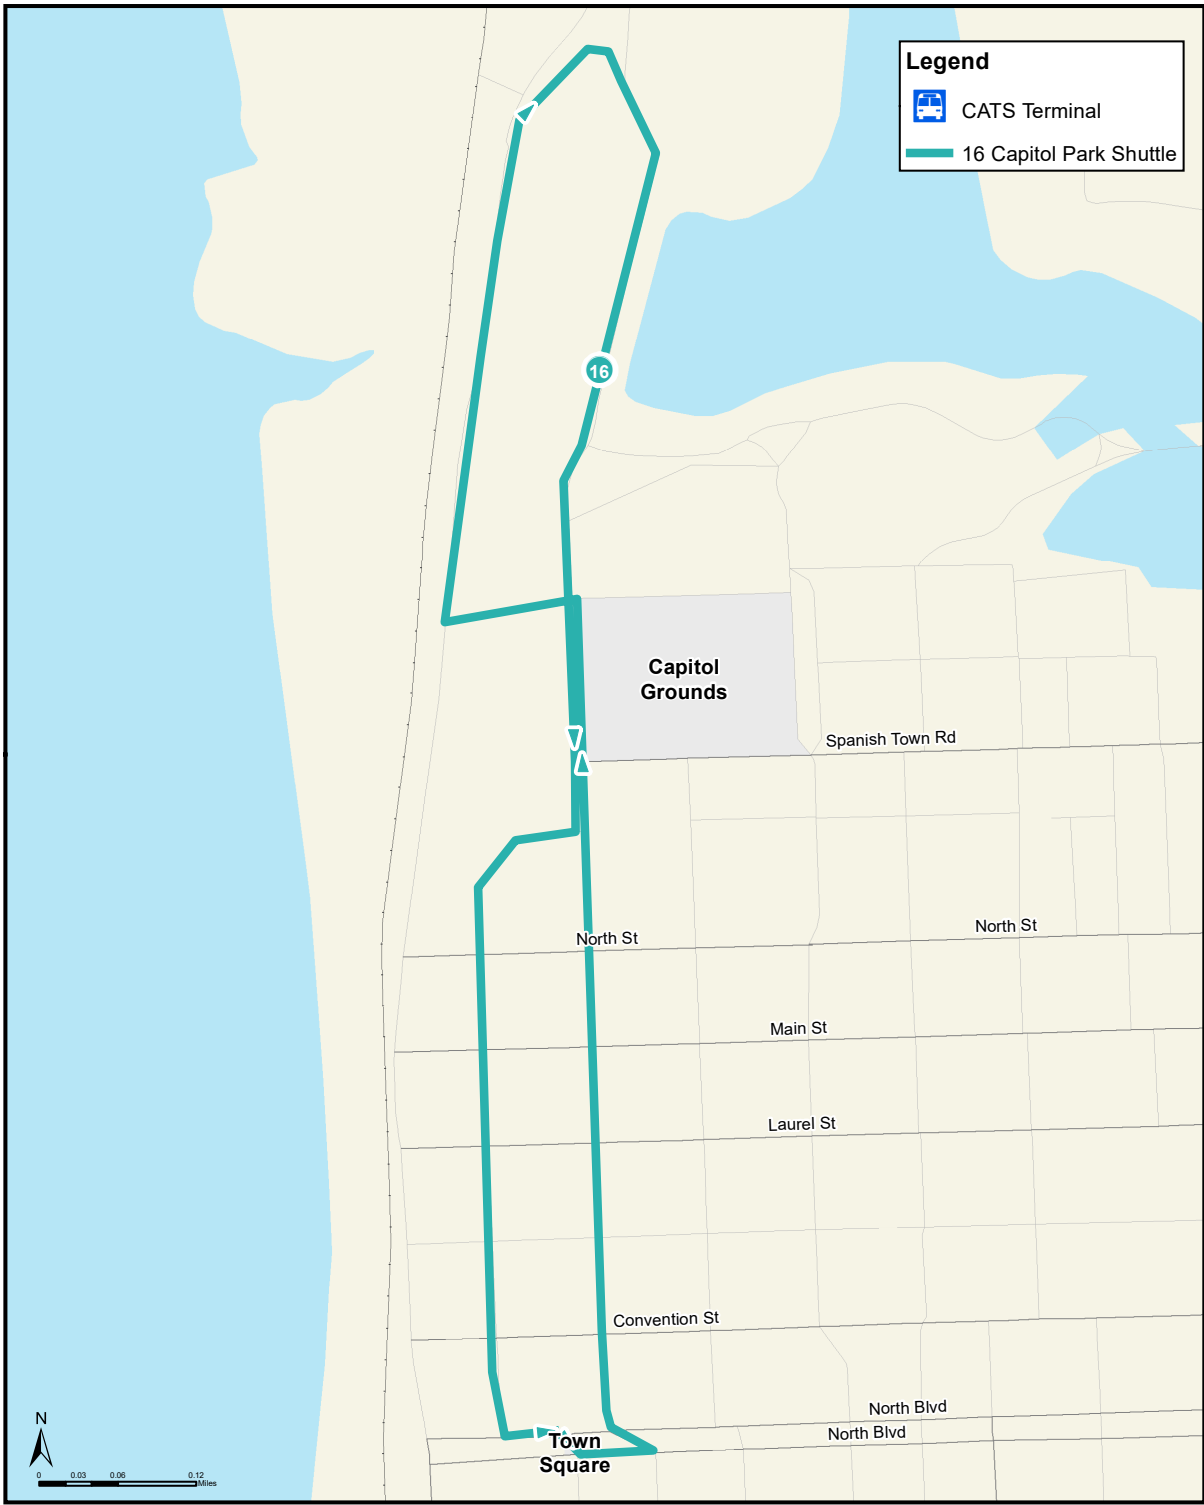 Legend
CATS Terminal
16 Capitol Park Shuttle
16
Capitol
Grounds
Spanish Town Rd
North St
North St
Main St
Laurel St
Convention St
North Blvd
North Blvd
Town
Square
N
0 0.03 0.06 0.12
Miles